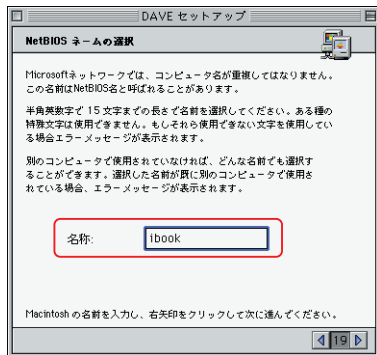 DAVE セットアップ
NetBIOS ネームの選択
Microsoftネットワークでは、コンピュータ名が重複してはなりません。
この名前はNetBIOS名と呼ばれることがあります。
半角英数字で 15 文字までの長さで名前を選択してください。ある種の
特殊文字は使用できません。もしそれら使用できない文字を使用してい
る場合エラーメッセージが表示されます。
別のコンピュータで使用されていなければ、どんな名前でも選択す
ることができます。選択した名前が既に別のコンピュータで使用さ
れている場合、エラーメッセージが表示されます。
名称: ibook
Macintosh の名前を入力し、右矢印をクリックして次に進んでください。
19